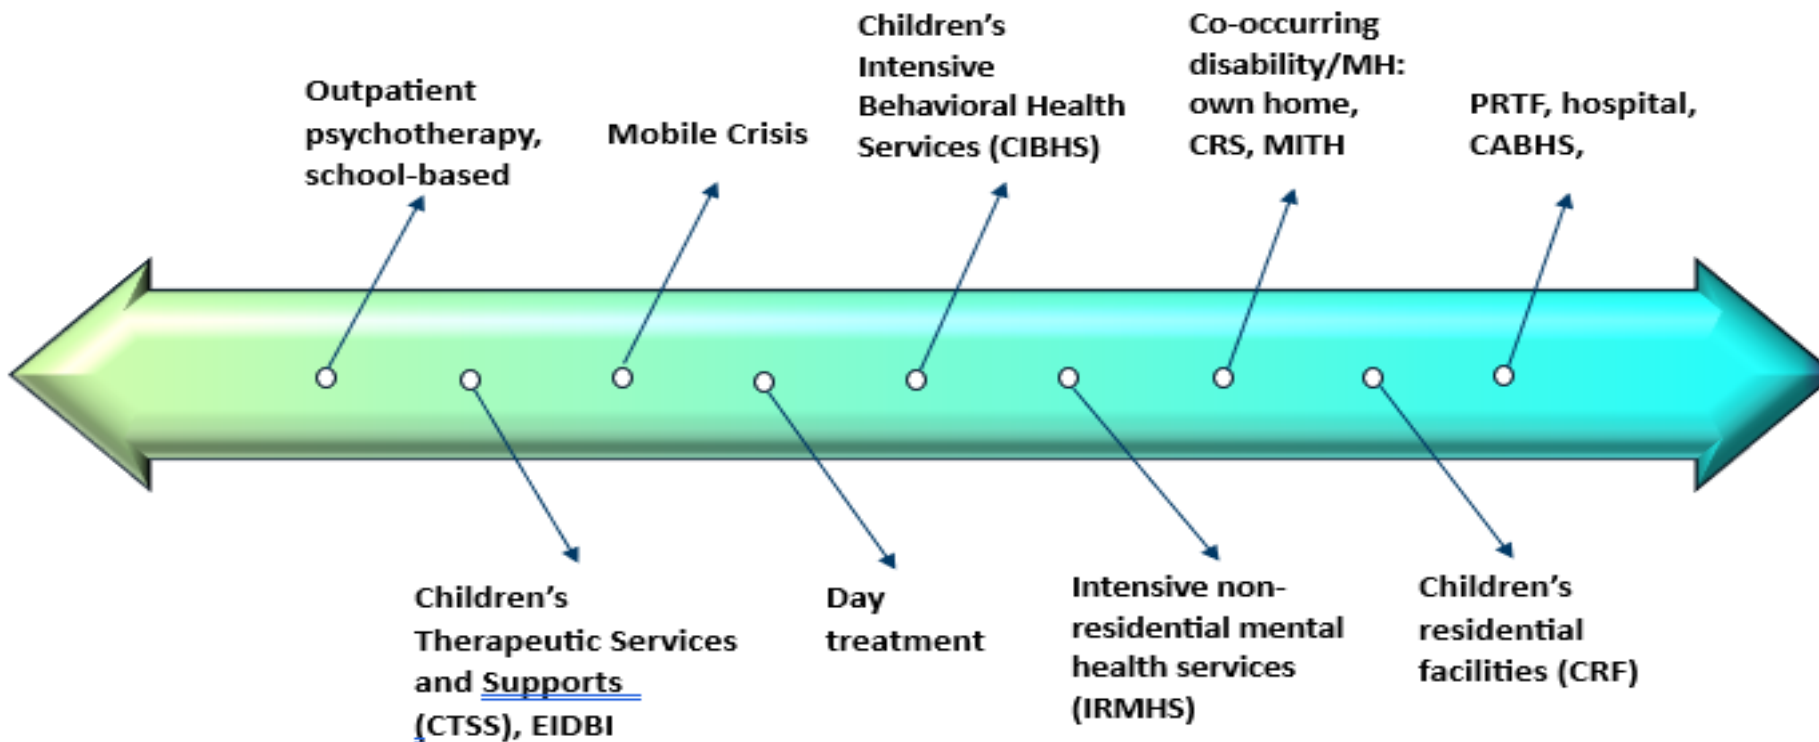 Outpatient
psychotherapy,
school-based
Mobile Crisis
Children’s
Intensive
Behavioral Health
Services (CIBHS)
Co-occurring
disability/MH:
own home,
CRS, MITH
PRTF, hospital,
CABHS,
Children’s
Therapeutic Services
and Supports
(CTSS), EIDBI
Day
treatment
Intensive non-
residential mental
health services
(IRMHS)
Children’s
residential
facilities (CRF)